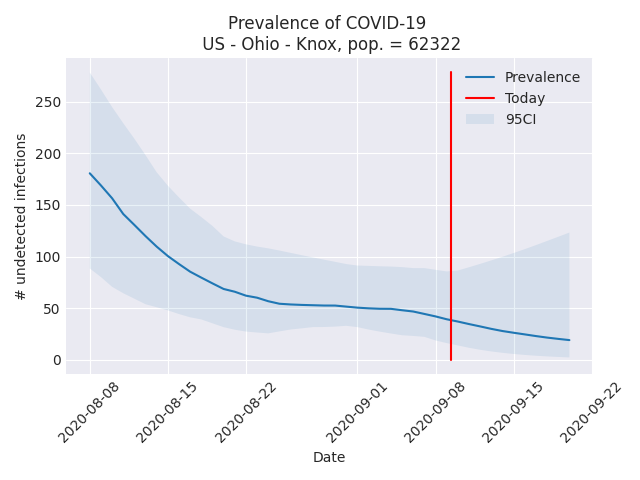 Prevalence of COVID-19
US - Ohio - Knox, pop. = 62322
Prevalence
Today
95CI
# undetected infections
250
200
150
100
50
0
2020-08-08
2020-08-15
2020-08-22
2020-09-01
2020-09-08
2020-09-15
2020-09-22
Date